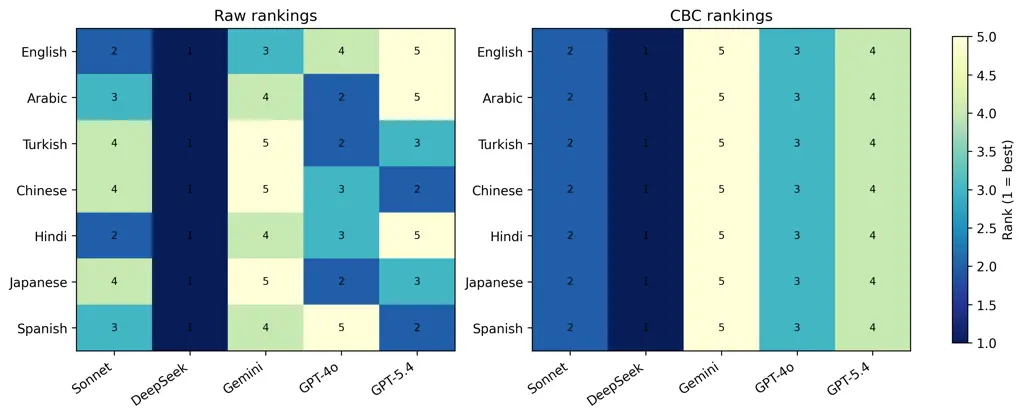 Raw rankings
English 2 1 3 4 5
Arabic 3 1 4 2 5
Turkish 4 1 5 2 3
Chinese 4 1 5 3 2
Hindi 2 1 4 3 5
Japanese 4 1 5 2 3
Spanish 3 1 4 5 2
Sonnet DeepSeek Gemini GPT-4o GPT-5.4
CBC rankings
English 2 1 5 3 4
Arabic 2 1 5 3 4
Turkish 2 1 5 3 4
Chinese 2 1 5 3 4
Hindi 2 1 5 3 4
Japanese 2 1 5 3 4
Spanish 2 1 5 3 4
Sonnet DeepSeek Gemini GPT-4o GPT-5.4
5.0
4.5
4.0
3.5
3.0
2.5
2.0
1.5
1.0
Rank (1 = best)